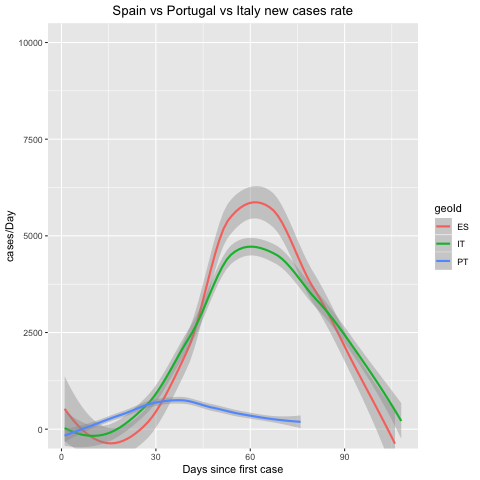 Spain vs Portugal vs Italy new cases rate
10000
7500
5000
2500
0
cases/Day
0 30 60 90
Days since first case
geoId
ES
IT
PT